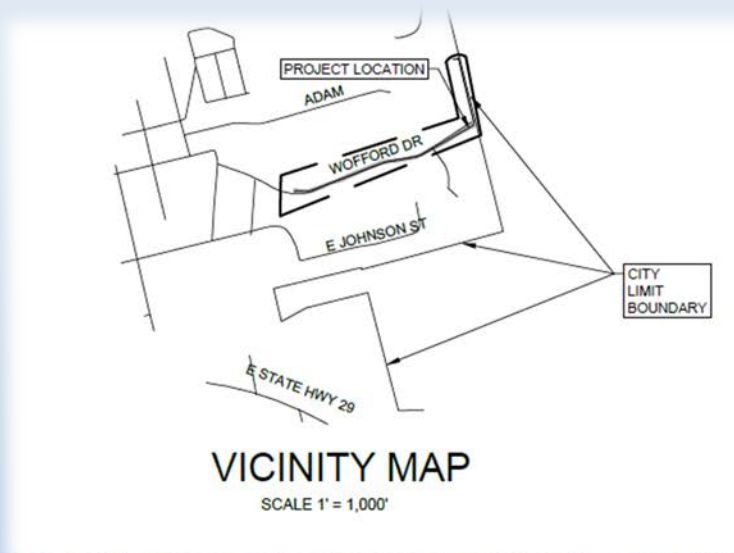 PROJECT LOCATION
ADAM
WOFFORD DR
E JOHNSON ST
CITY
LIMIT
BOUNDARY
E STATE HWY 29
VICINITY MAP
SCALE 1' = 1,000'